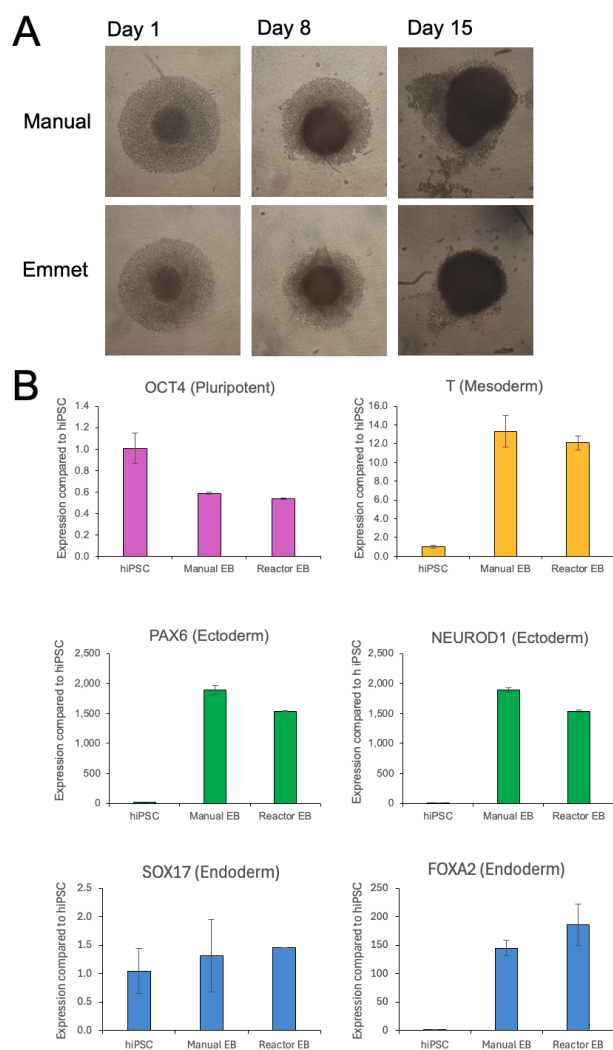 A
Day 1
Day 8
Day 15
Manual
Emmet
B
OCT4 (Pluripotent)
Expression compared to hiPSC
1.4
1.2
1.0
0.8
0.6
0.4
0.2
0.0
hiPSC
Manual EB
Reactor EB
T (Mesoderm)
Expression compared to hiPSC
16.0
14.0
12.0
10.0
8.0
6.0
4.0
2.0
0.0
hiPSC
Manual EB
Reactor EB
PAX6 (Ectoderm)
Expression compared to hiPSC
2,500
2,000
1,500
1,000
500
0
hiPSC
Manual EB
Reactor EB
NEUROD1 (Ectoderm)
Expression compared to h iPSC
2,500
2,000
1,500
1,000
500
0
hiPSC
Manual EB
Reactor EB
SOX17 (Endoderm)
Expression compared to hiPSC
2.5
2.0
1.5
1.0
0.5
0.0
hiPSC
Manual EB
Reactor EB
FOXA2 (Endoderm)
Expression compared to hiPSC
250
200
150
100
50
0
hiPSC
Manual EB
Reactor EB